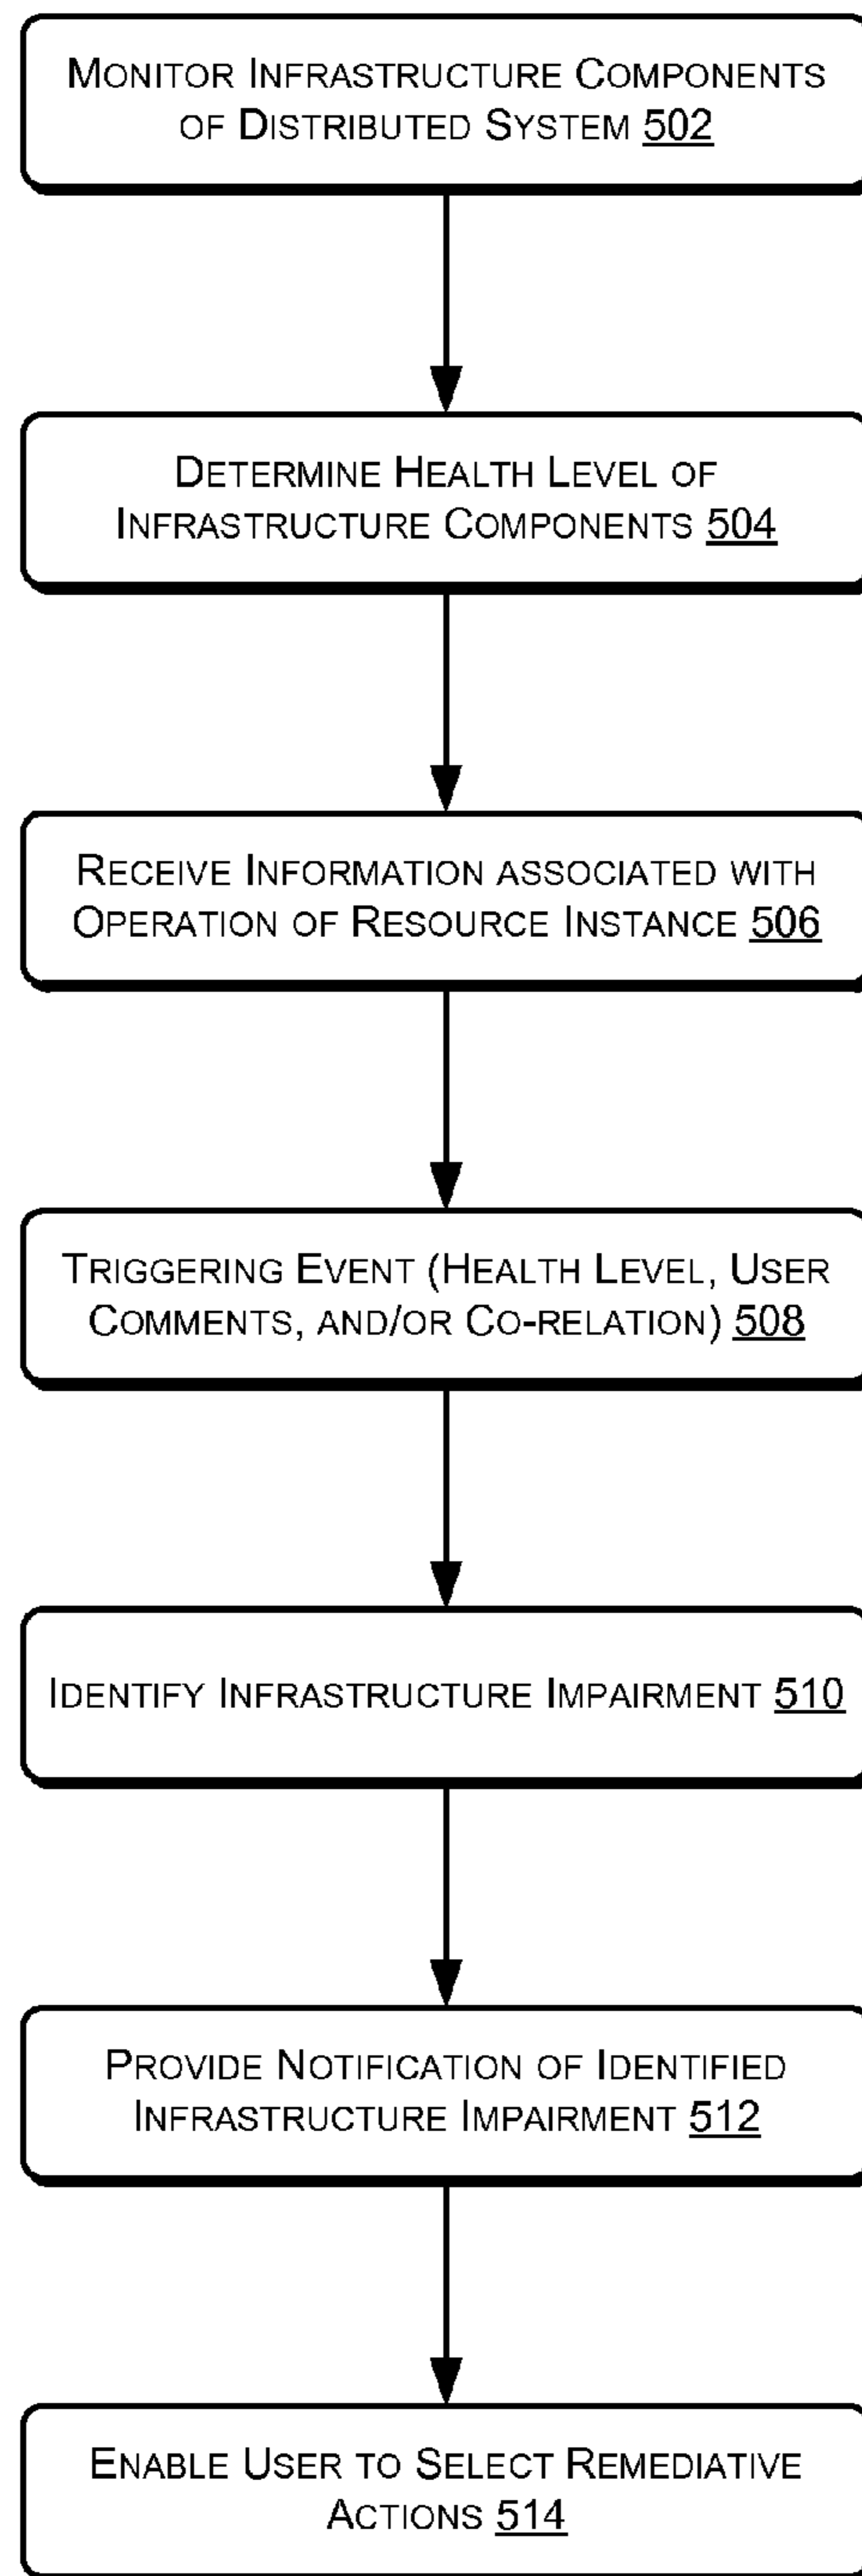 MONITOR INFRASTRUCTURE COMPONENTS
OF DISTRIBUTED SYSTEM 502
DETERMINE HEALTH LEVEL OF
INFRASTRUCTURE COMPONENTS 504
RECEIVE INFORMATION ASSOCIATED WITH
OPERATION OF RESOURCE INSTANCE 506
TRIGGERING EVENT (HEALTH LEVEL, USER
COMMENTS, AND/OR CO-RELATION) 508
IDENTIFY INFRASTRUCTURE IMPAIRMENT 510
PROVIDE NOTIFICATION OF IDENTIFIED
INFRASTRUCTURE IMPAIRMENT 512
ENABLE USER TO SELECT REMEDIATIVE
ACTIONS 514